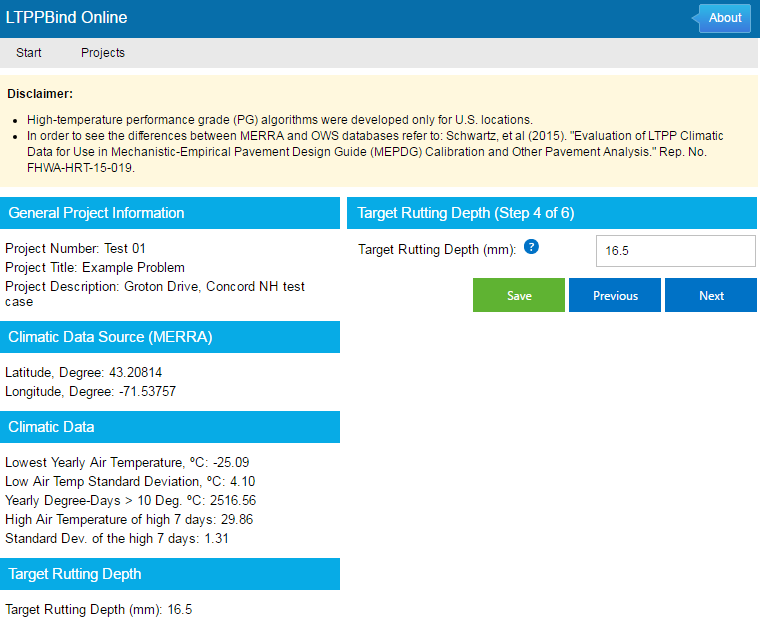 LTPPBind Online
About
Start Projects
Disclaimer:
• High-temperature performance grade (PG) algorithms were developed only for U.S. locations.
• In order to see the differences between MERRA and OWS databases refer to: Schwartz, et al (2015). "Evaluation of LTPP Climatic
Data for Use in Mechanistic-Empirical Pavement Design Guide (MEPDG) Calibration and Other Pavement Analysis." Rep. No.
FHWA-HRT-15-019.
General Project Information
Project Number: Test 01
Project Title: Example Problem
Project Description: Groton Drive, Concord NH test
case
Climatic Data Source (MERRA)
Latitude, Degree: 43.20814
Longitude, Degree: -71.53757
Climatic Data
Lowest Yearly Air Temperature, ºC: -25.09
Low Air Temp Standard Deviation, ºC: 4.10
Yearly Degree-Days > 10 Deg. ºC: 2516.56
High Air Temperature of high 7 days: 29.86
Standard Dev. of the high 7 days: 1.31
Target Rutting Depth
Target Rutting Depth (mm): 16.5
Target Rutting Depth (Step 4 of 6)
Target Rutting Depth (mm): ? 16.5
Save Previous Next